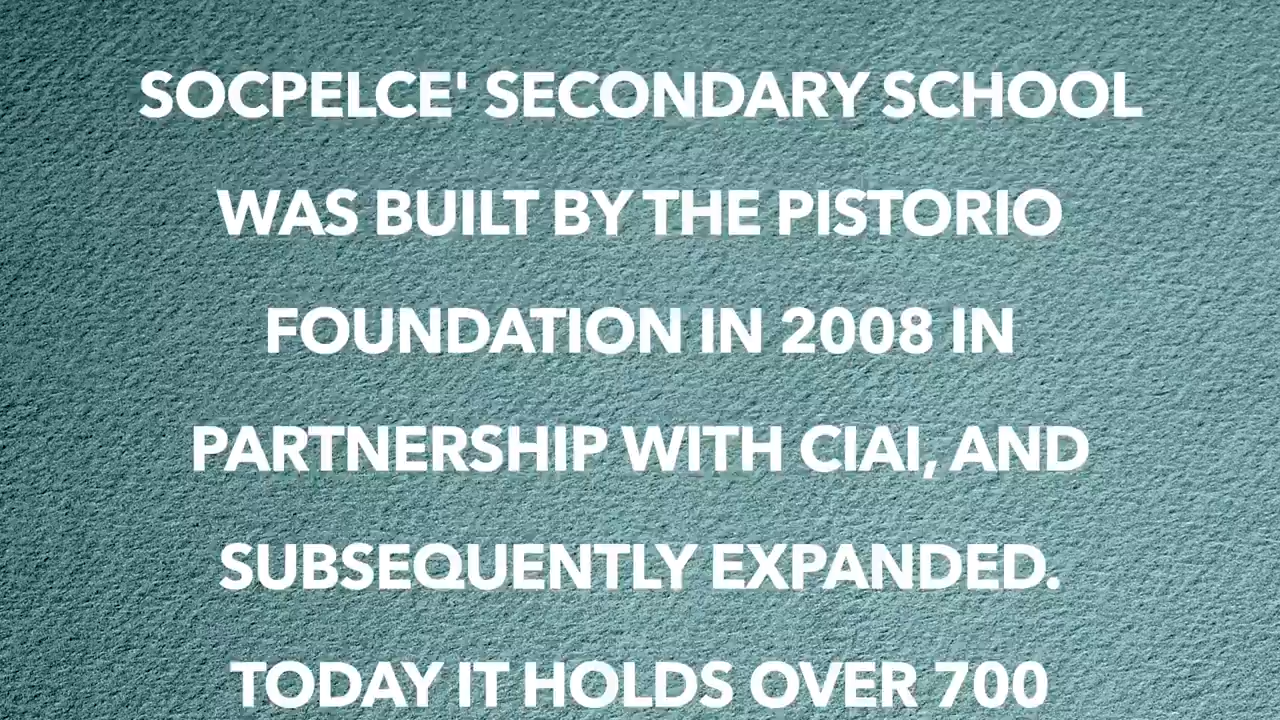 SOCPELCE' SECONDARY SCHOOL
WAS BUILT BY THE PISTORIO
FOUNDATION IN 2008 IN
PARTNERSHIP WITH CIAI, AND
SUBSEQUENTLY EXPANDED.
TODAY IT HOLDS OVER 700